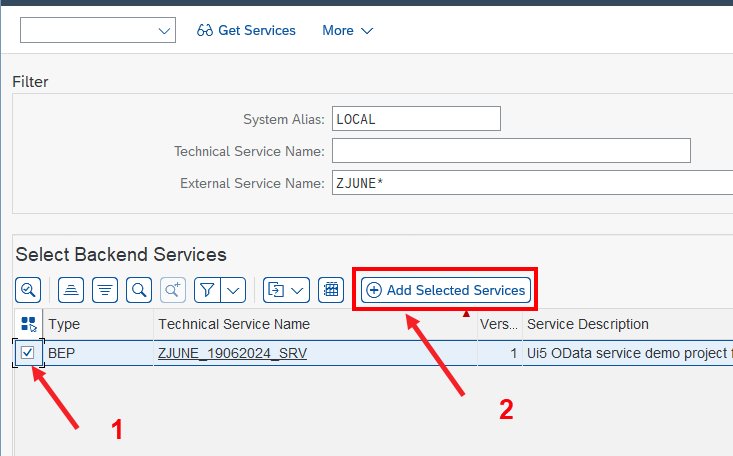 Get Services More
Filter
System Alias: LOCAL
Technical Service Name:
External Service Name: ZJUNE*
Select Backend Services
Add Selected Services
Type Technical Service Name Vers... Service Description
BEP ZJUNE_19062024_SRV 1 Ui5 OData service demo project
1
2